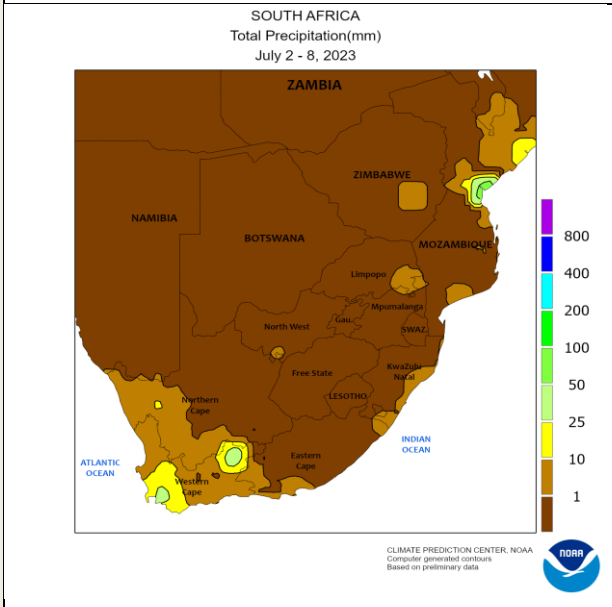 SOUTH AFRICA
Total Precipitation(mm)
July 2 - 8, 2023
ZAMBIA
ZIMBABWE
NAMIBIA
BOTSWANA
MOZAMBIQUE
Limpopo
Mpumalanga
Gau.
North West
SWAZ.
Free State
KwaZulu
Natal
LESOTHO
Northern
Cape
INDIAN
OCEAN
Eastern
Cape
ATLANTIC
OCEAN
Western
Cape
800
400
200
100
50
25
10
1
CLIMATE PREDICTION CENTER, NOAA
Computer generated contours
Based on preliminary data
NOAA